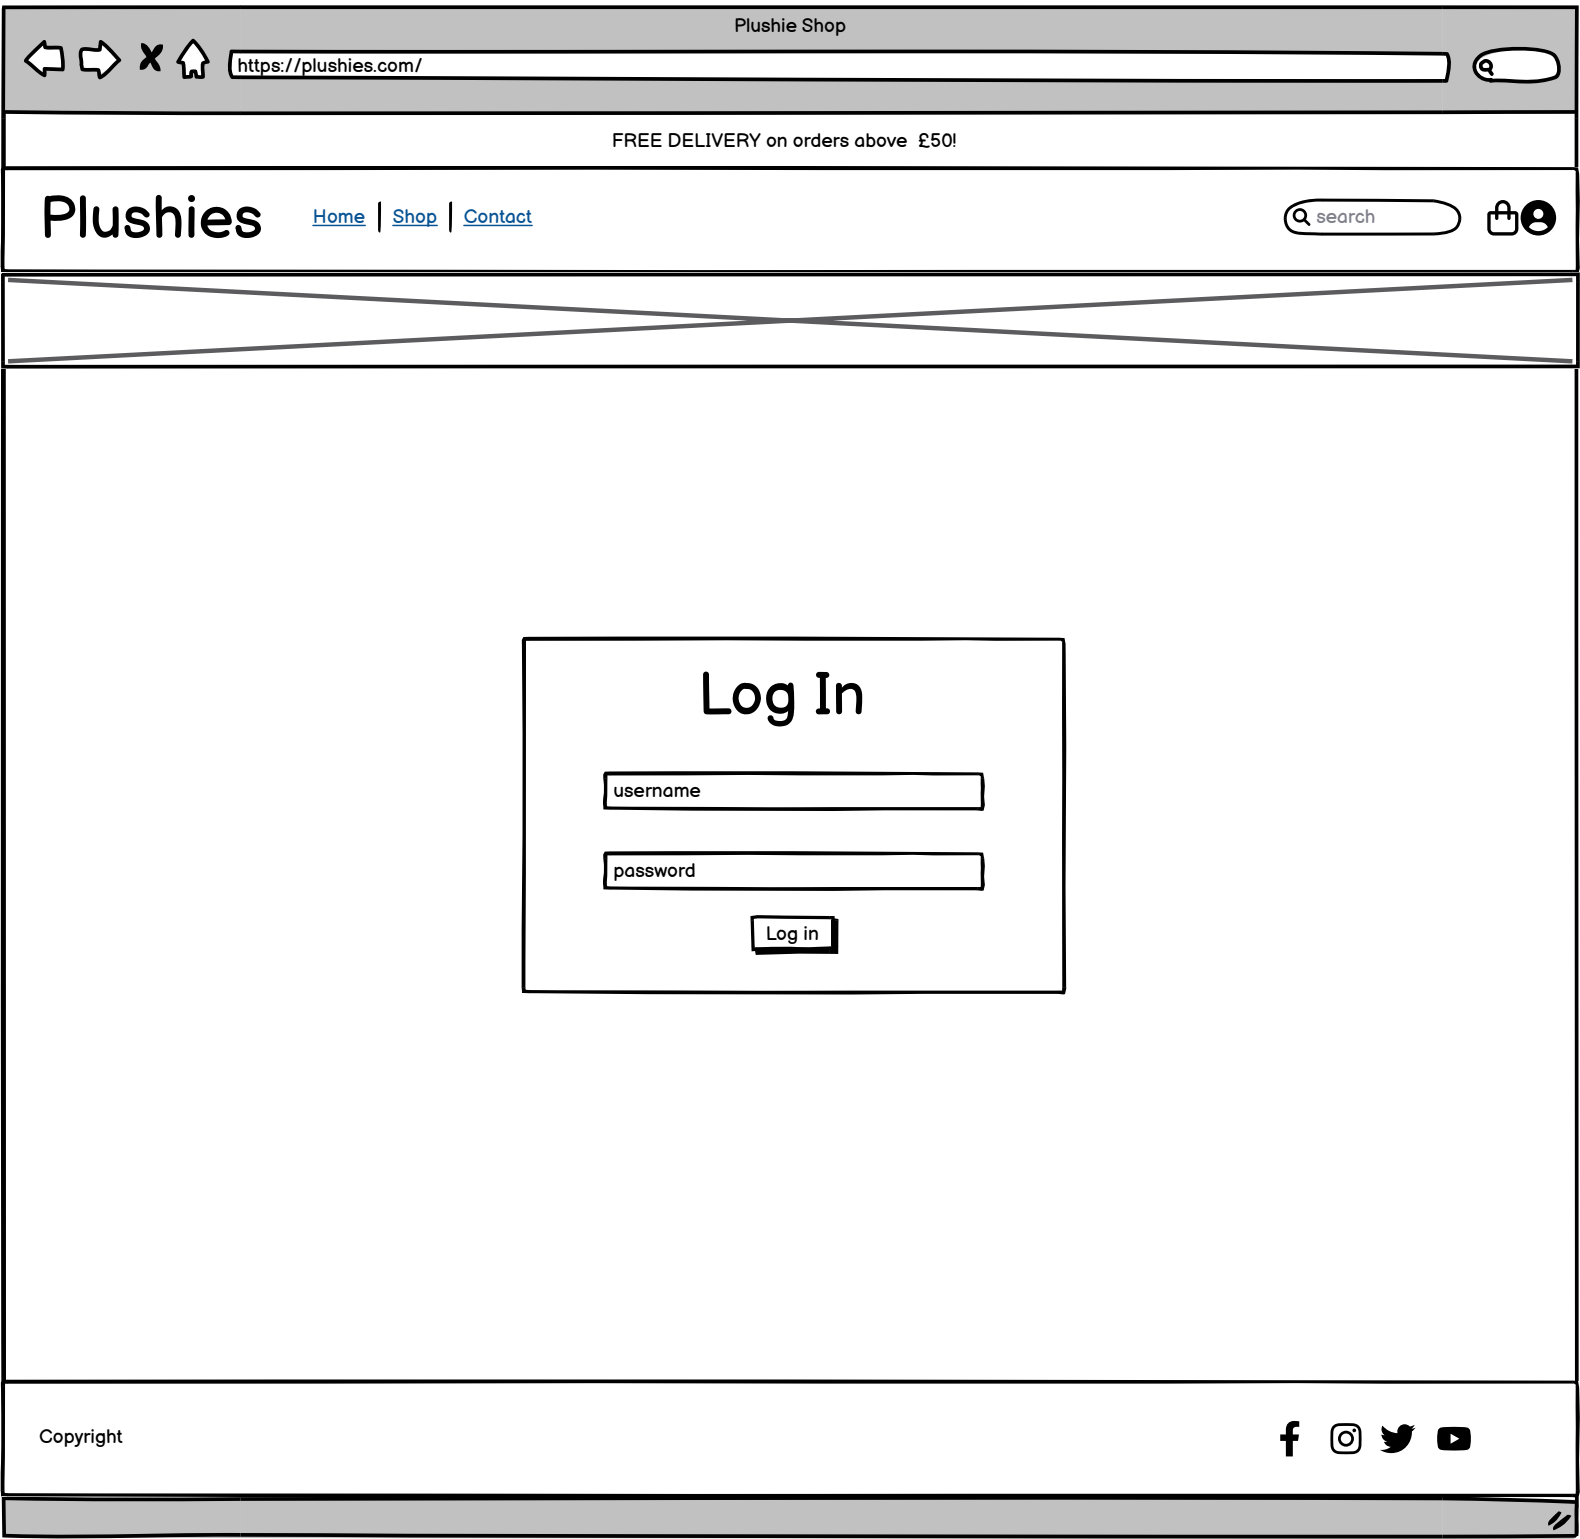 Plushie Shop
https://plushies.com/
FREE DELIVERY on orders above £50!
Plushies
Home | Shop | Contact
search
Log In
username
password
Log in
Copyright